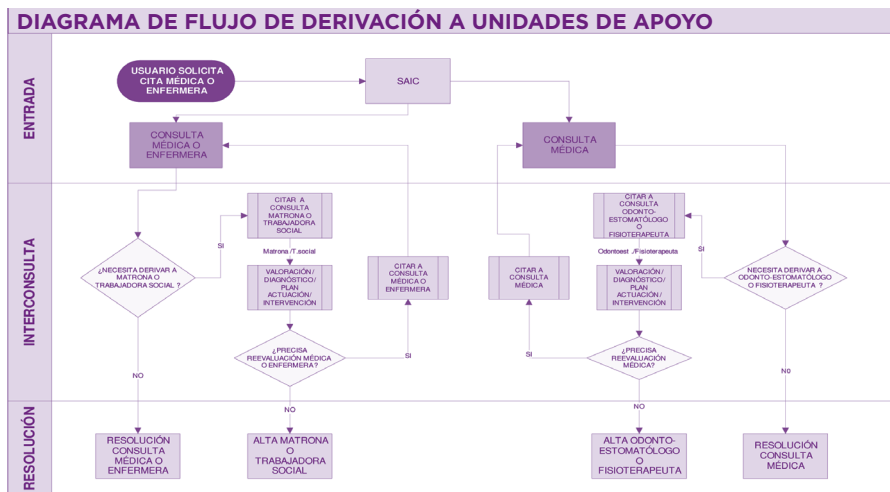 DIAGRAMA DE FLUJO DE DERIVACIÓN A UNIDADES DE APOYO
ENTRADA
USUARIO SOLICITA
CITA MÉDICA O
ENFERMERA
SAIC
CONSULTA
MÉDICA O
ENFERMERA
CONSULTA
MÉDICA
INTERCONSULTA
CITAR A
CONSULTA
MATRONA O
TRABAJADORA
SOCIAL
SI
Matrona /T.social
¿NECESITA DERIVAR A
MATRONA O
TRABAJADORA SOCIAL ?
VALORACIÓN/
DIAGNÓSTICO/
PLAN
ACTUACIÓN/
INTERVENCIÓN
CITAR A
CONSULTA
MÉDICA O
ENFERMERA
¿PRECISA
REEVALUACIÓN MÉDICA
O ENFERMERA?
SI
NO
NO
CITAR A
CONSULTA
ODONTO-
ESTOMATÓLOGO
O
FISIOTERAPEUTA
SI
Odontoest /Fisioterapeuta
CITAR A
CONSULTA
MÉDICA
VALORACIÓN/
DIAGNÓSTICO/
PLAN
ACTUACIÓN/
INTERVENCIÓN
NECESITA DERIVAR A
ODONTO-ESTOMATÓLOGO
O FISIOTERAPEUTA ?
SI
¿PRECISA
REEVALUACIÓN
MÉDICA?
NO
NO
RESOLUCIÓN
RESOLUCIÓN
CONSULTA
MÉDICA O
ENFERMERA
ALTA MATRONA
O
TRABAJADORA
SOCIAL
ALTA ODONTO-
ESTOMATÓLOGO
O
FISIOTERAPEUTA
RESOLUCIÓN
CONSULTA
MÉDICA